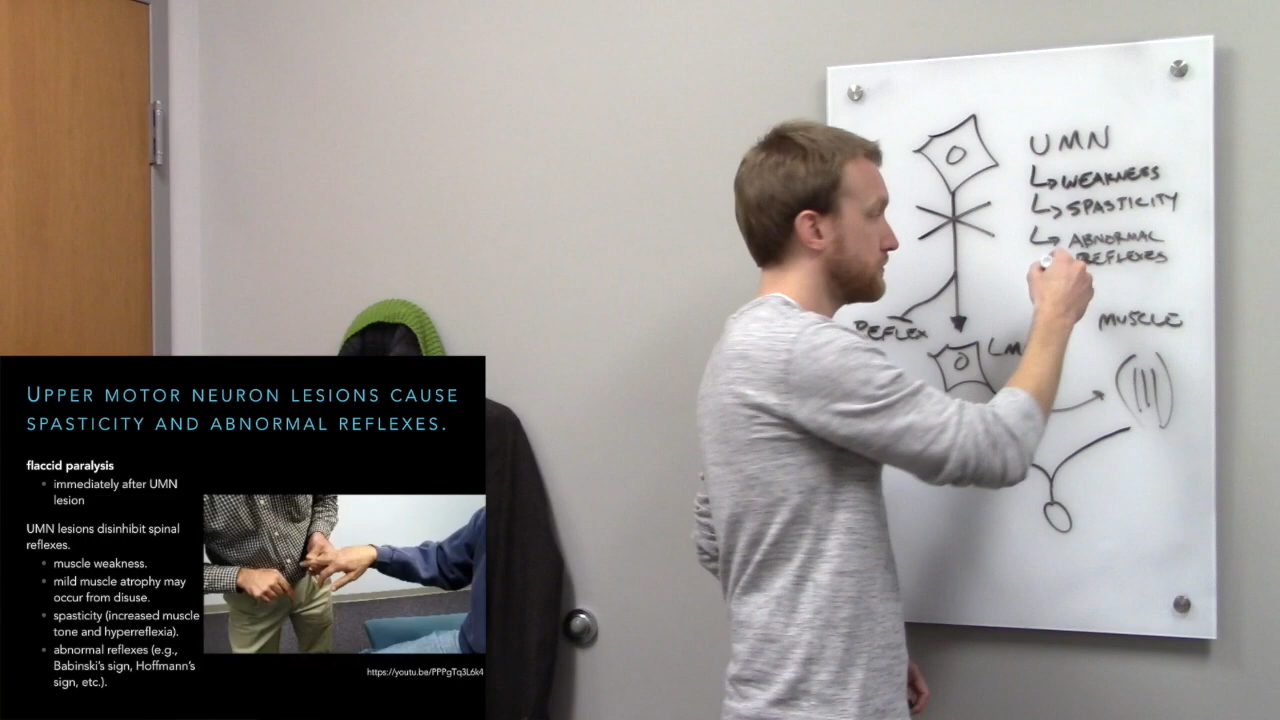 UMN
↳ WEAKNESS
↳ SPASTICITY
↳ ABNORMAL
REFLEXES
MUSCLE
REFLEX
UPPER MOTOR NEURON LESIONS CAUSE
SPASTICITY AND ABNORMAL REFLEXES.
flaccid paralysis
• immediately after UMN
lesion
UMN lesions disinhibit spinal
reflexes.
• muscle weakness.
• mild muscle atrophy may
occur from disuse.
• spasticity (increased muscle
tone and hyperreflexia).
• abnormal reflexes (e.g.,
Babinski's sign, Hoffmann's
sign, etc.).
https://youtu.be/PPPgTq3L6k4